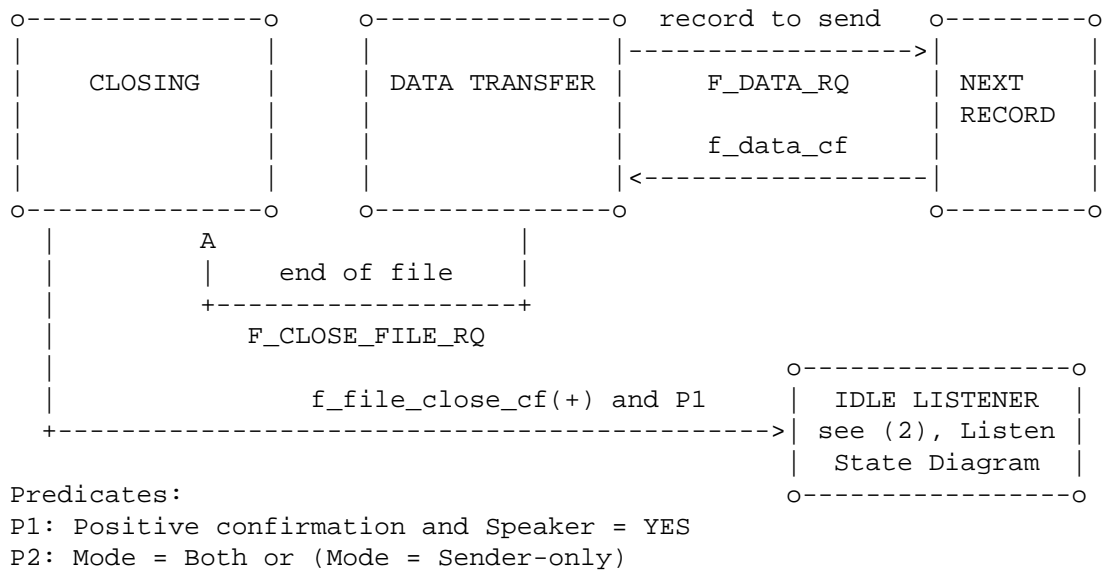 o---------------o     o---------------o  record to send   o---------o
|               |     |               |------------------>|         |
|    CLOSING    |     | DATA TRANSFER |     F_DATA_RQ     | NEXT    |
|               |     |               |                   | RECORD  |
|               |     |               |     f_data_cf     |         |
|               |     |               |<------------------|         |
o---------------o     o---------------o                   o---------o
  |         A                   |
  |         |    end of file    |
  |         +-------------------+
  |            F_CLOSE_FILE_RQ
  |                                              o------------------o
  |                f_file_close_cf(+) and P1     |  IDLE LISTENER   |
  +--------------------------------------------->| see (2), Listen  |
                                                 |  State Diagram   |
Predicates:                                      o------------------o
P1: Positive confirmation and Speaker = YES
P2: Mode = Both or (Mode = Sender-only)